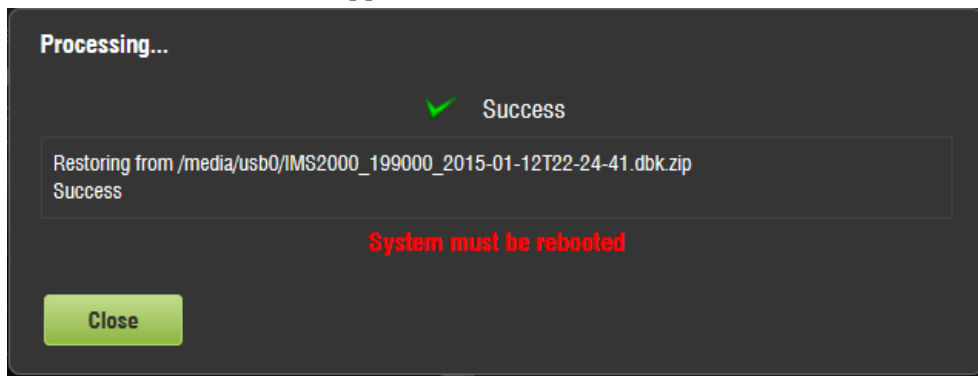 Processing...
Success
Restoring from /media/usb0/IMS2000_199000_2015-01-12T22-24-41.dbk.zip
Success
System must be rebooted
Close